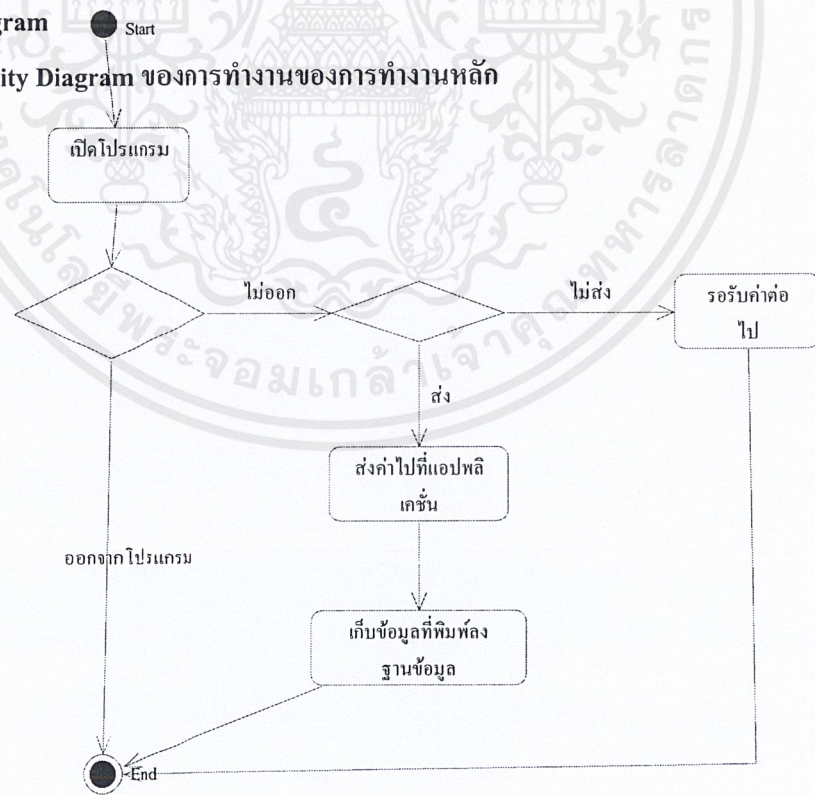 gram
Start
ity Diagram ของการทำงานของการทำงานหลัก
เปิดโปรแกรม
ไม่ออก
ไม่ส่ง
รอรับค่าต่อ
ไป
ส่ง
ส่งค่าไปที่แอปพลิ
เคชั่น
ออกจากโปรแกรม
เก็บข้อมูลที่พิมพ์ลง
ฐานข้อมูล
End